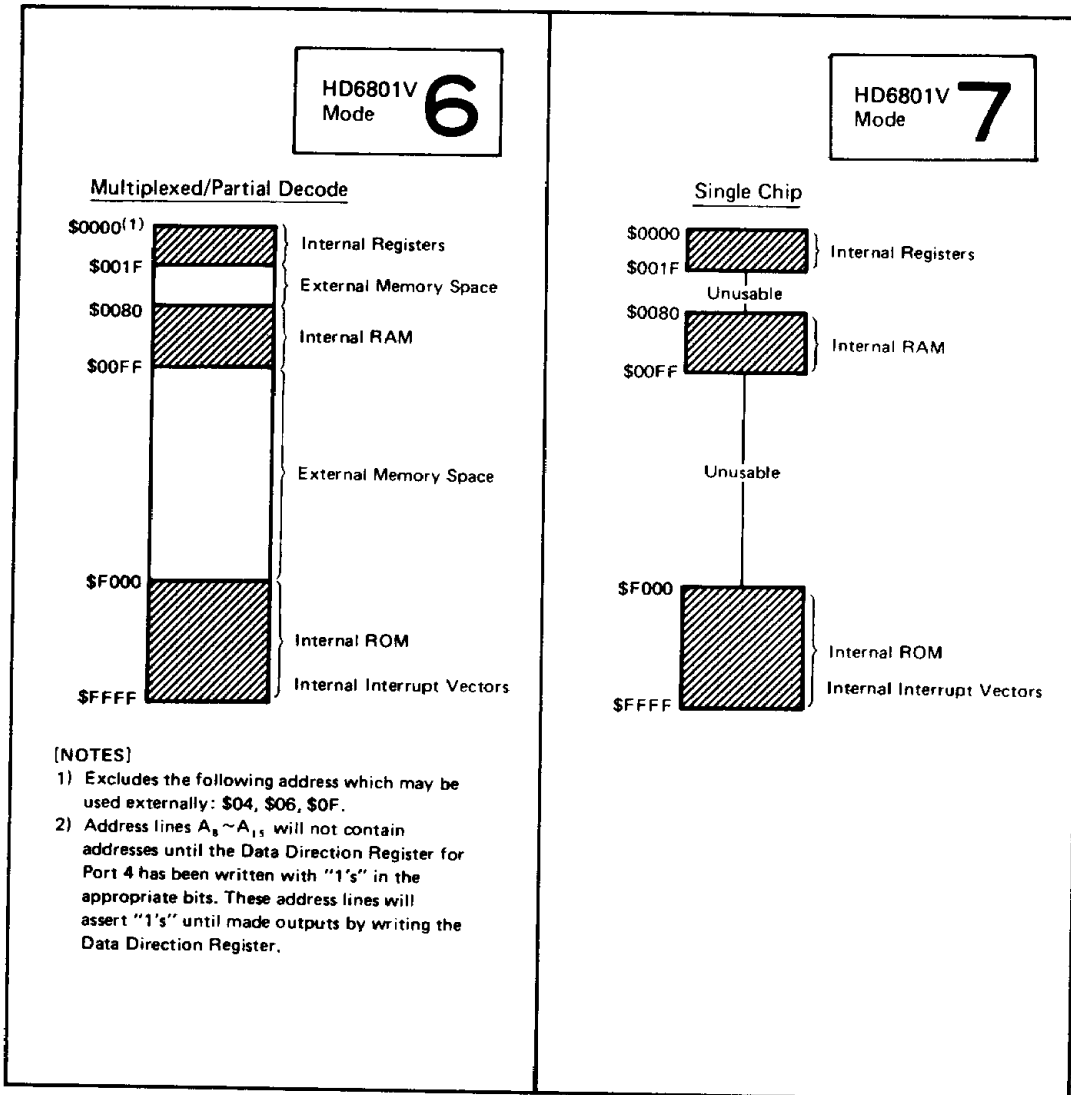 HD6801V
Mode 6
Multiplexed/Partial Decode
$0000(1)
Internal Registers
$001F
External Memory Space
$0080
Internal RAM
$00FF
External Memory Space
$F000
Internal ROM
Internal Interrupt Vectors
$FFFF
[NOTES]
1) Excludes the following address which may be
used externally: $04, $06, $0F.
2) Address lines A8~A15 will not contain
addresses until the Data Direction Register for
Port 4 has been written with "1's" in the
appropriate bits. These address lines will
assert "1's" until made outputs by writing the
Data Direction Register.
HD6801V
Mode 7
Single Chip
$0000
Internal Registers
$001F
Unusable
$0080
Internal RAM
$00FF
Unusable
$F000
Internal ROM
Internal Interrupt Vectors
$FFFF